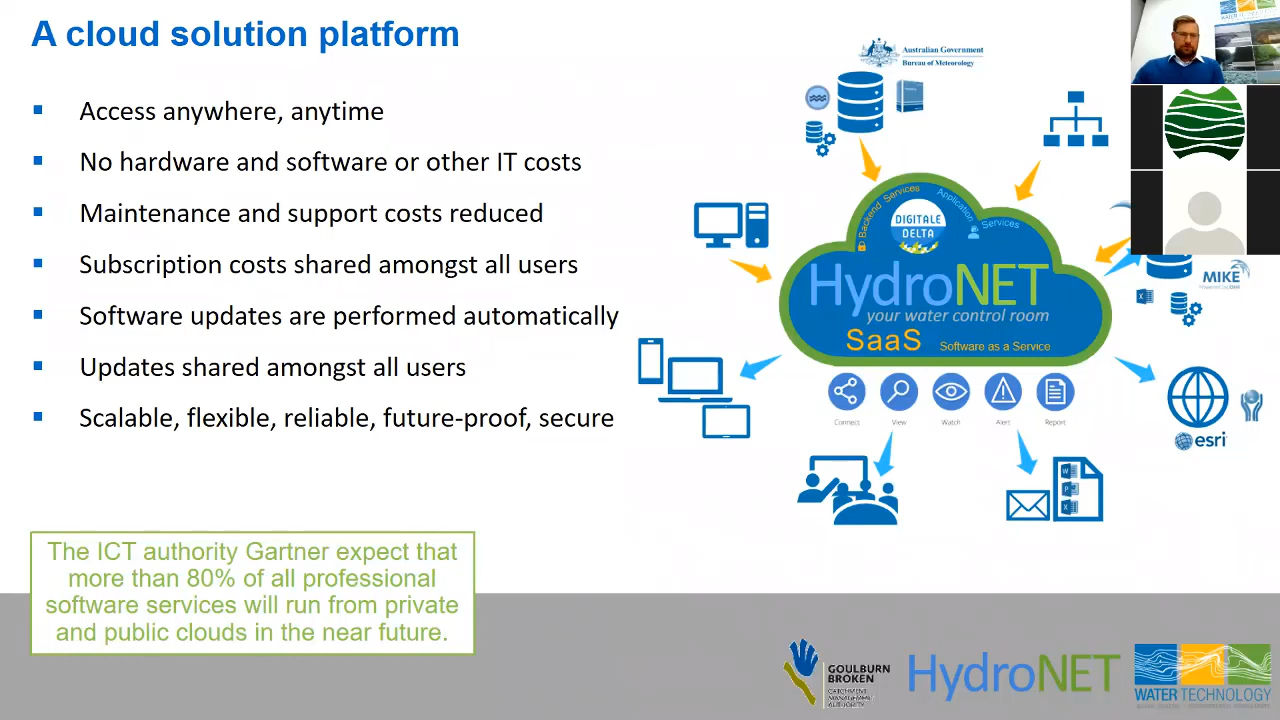 A cloud solution platform
Access anywhere, anytime
No hardware and software or other IT costs
Maintenance and support costs reduced
Subscription costs shared amongst all users
Software updates are performed automatically
Updates shared amongst all users
Scalable, flexible, reliable, future-proof, secure
The ICT authority Gartner expect that
more than 80% of all professional
software services will run from private
and public clouds in the near future.
Australian Government
Bureau of Meteorology
Backend Services
Application Services
DIGITALE
DELTA
HydroNET
your water control room
SaaS Software as a Service
Connect View Watch Alert Report
MIKE
esri
GOULBURN
BROKEN
CATCHMENT
MANAGEMENT
AUTHORITY
HydroNET
WATER TECHNOLOGY